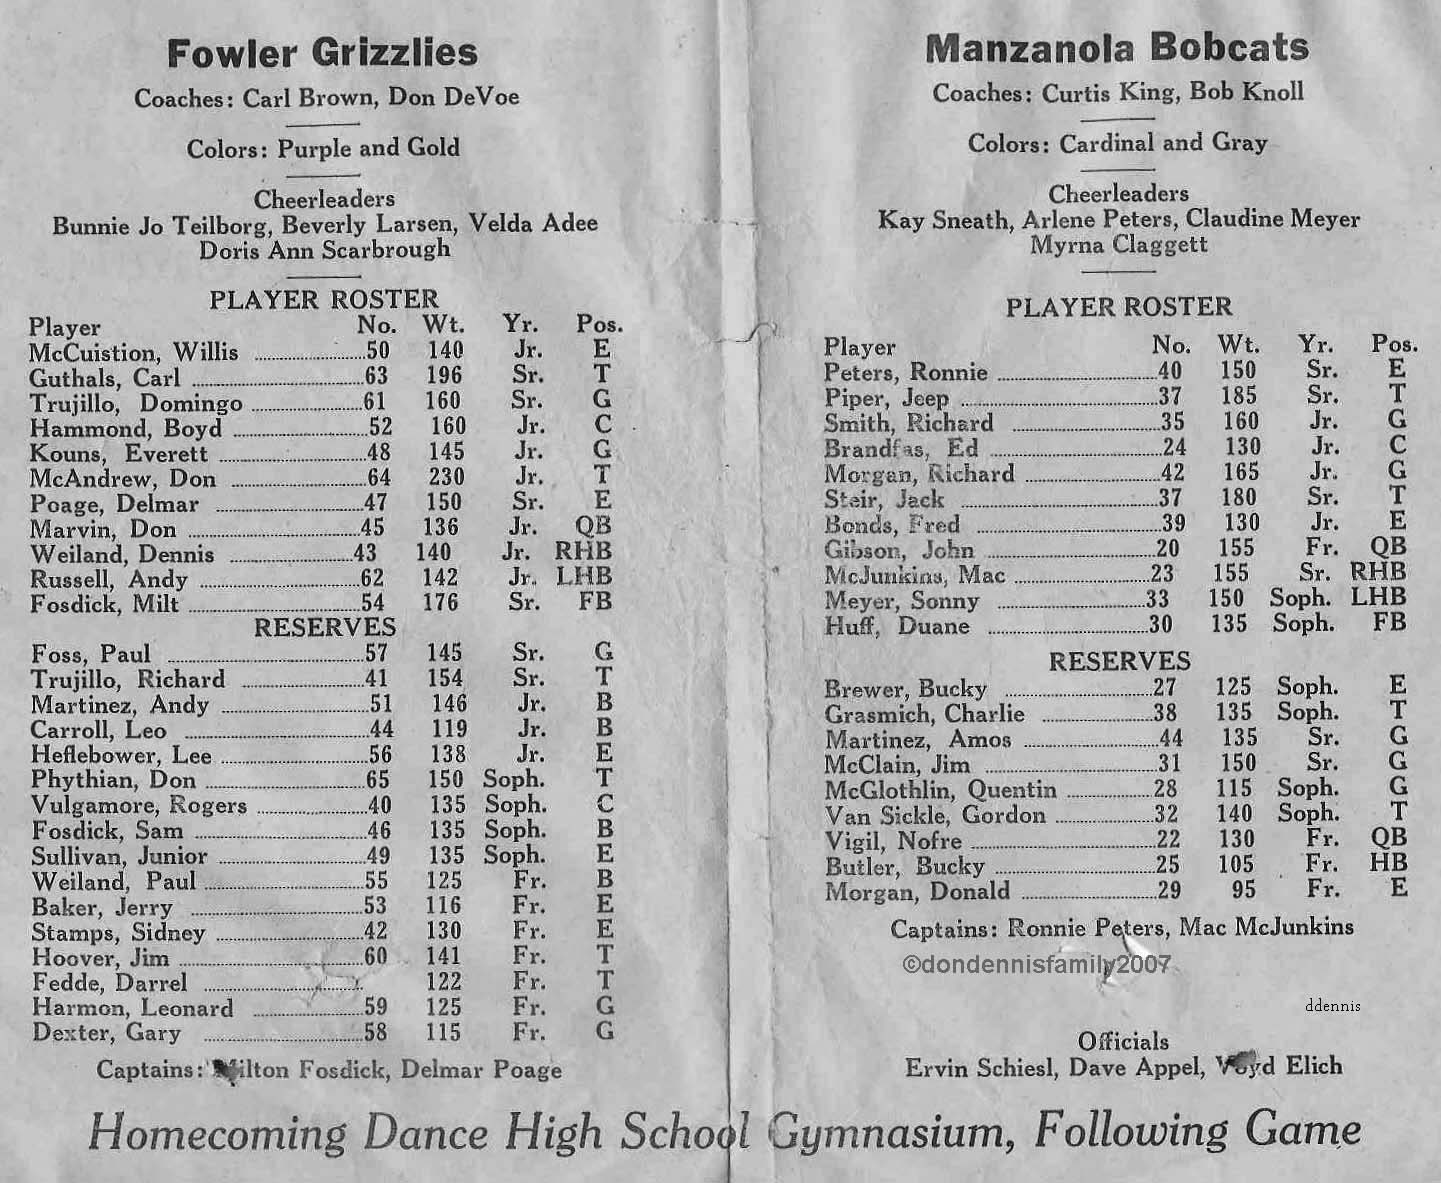 Fowler Grizzlies
Coaches: Carl Brown, Don DeVoe
Colors: Purple and Gold
Cheerleaders
Bunnie Jo Teilborg, Beverly Larsen, Velda Adee
Doris Ann Scarbrough
PLAYER ROSTER
Player No. Wt. Yr. Pos.
McCuistion, Willis 50 140 Jr. E
Guthals, Carl 63 196 Sr. T
Trujillo, Domingo 61 160 Sr. G
Hammond, Boyd 52 160 Jr. C
Kouns, Everett 48 145 Jr. G
McAndrew, Don 64 230 Jr. T
Poage, Delmar 47 150 Sr. E
Marvin, Don 45 136 Jr. QB
Weiland, Dennis 43 140 Jr. RHB
Russell, Andy 62 142 Jr. LHB
Fosdick, Milt 54 176 Sr. FB
RESERVES
Foss, Paul 57 145 Sr. G
Trujillo, Richard 41 154 Sr. T
Martinez, Andy 51 146 Jr. B
Carroll, Leo 44 119 Jr. B
Heflebower, Lee 56 138 Jr. E
Phythian, Don 65 150 Soph. T
Vulgamore, Rogers 40 135 Soph. C
Fosdick, Sam 46 135 Soph. B
Sullivan, Junior 49 135 Soph. E
Weiland, Paul 55 125 Fr. B
Baker, Jerry 53 116 Fr. E
Stamps, Sidney 42 130 Fr. E
Hoover, Jim 60 141 Fr. T
Fedde, Darrel 122 Fr. T
Harmon, Leonard 59 125 Fr. G
Dexter, Gary 58 115 Fr. G
Captains: Milton Fosdick, Delmar Poage
Manzanola Bobcats
Coaches: Curtis King, Bob Knoll
Colors: Cardinal and Gray
Cheerleaders
Kay Sneath, Arlene Peters, Claudine Meyer
Myrna Claggett
PLAYER ROSTER
Player No. Wt. Yr. Pos.
Peters, Ronnie 40 150 Sr. E
Piper, Jeep 37 185 Sr. T
Smith, Richard 35 160 Jr. G
Brandfas, Ed 24 130 Jr. C
Morgan, Richard 42 165 Jr. G
Steir, Jack 37 180 Sr. T
Bonds, Fred 39 130 Jr. E
Gibson, John 20 155 Fr. QB
McJunkins, Mac 23 155 Sr. RHB
Meyer, Sonny 33 150 Soph. LHB
Huff, Duane 30 135 Soph. FB
RESERVES
Brewer, Bucky 27 125 Soph. E
Grasmich, Charlie 38 135 Soph. T
Martinez, Amos 44 135 Sr. G
McClain, Jim 31 150 Sr. G
McGlothlin, Quentin 28 115 Soph. G
Van Sickle, Gordon 32 140 Soph. T
Vigil, Nofre 22 130 Fr. QB
Butler, Bucky 25 105 Fr. HB
Morgan, Donald 29 95 Fr. E
Captains: Ronnie Peters, Mac McJunkins
©dondennisfamily2007
ddennis
Officials
Ervin Schiesl, Dave Appel, Elich
Homecoming Dance High School Gymnasium, Following Game